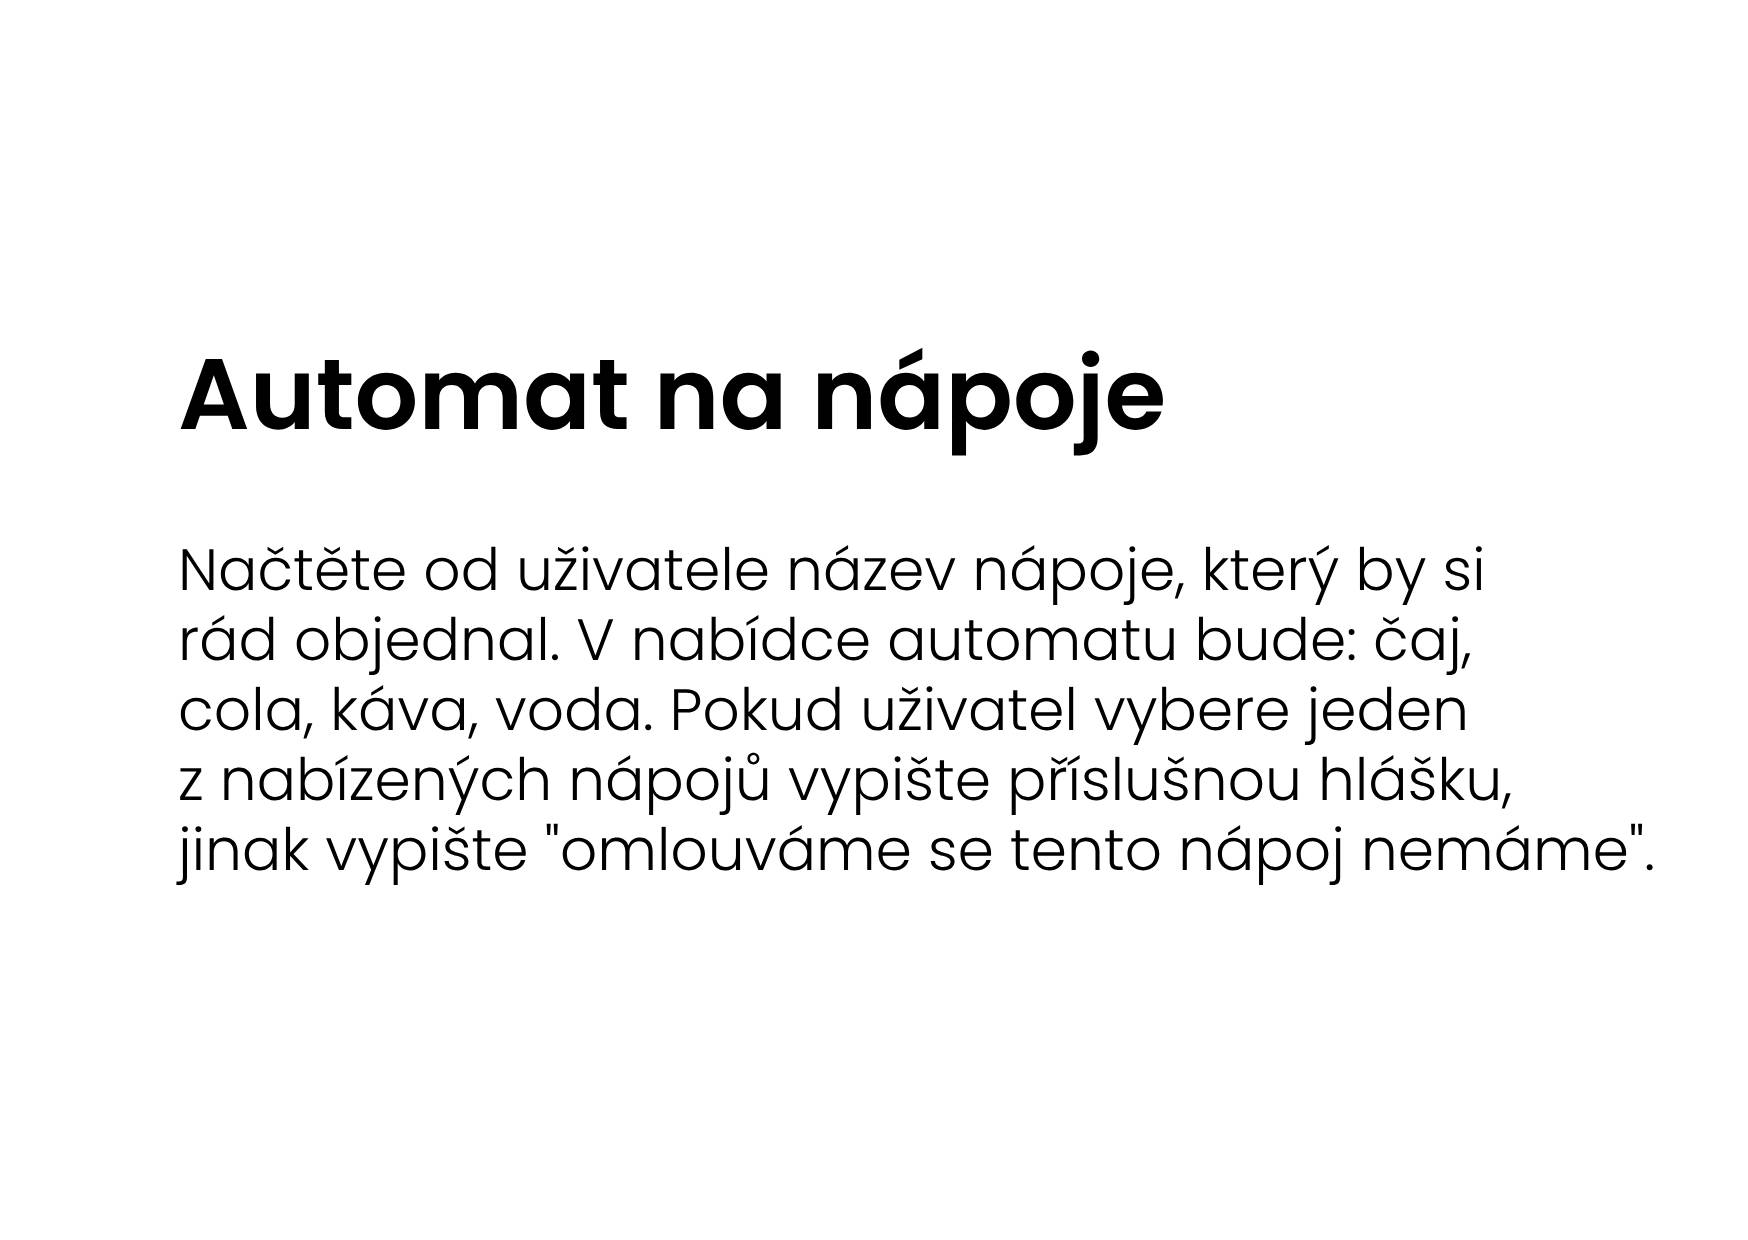 Automat na nápoje
Načtěte od uživatele název nápoje, který by si
rád objednal. V nabídce automatu bude: čaj,
cola, káva, voda. Pokud uživatel vybere jeden
z nabízených nápojů vypište příslušnou hlášku,
jinak vypište "omlouváme se tento nápoj nemáme".